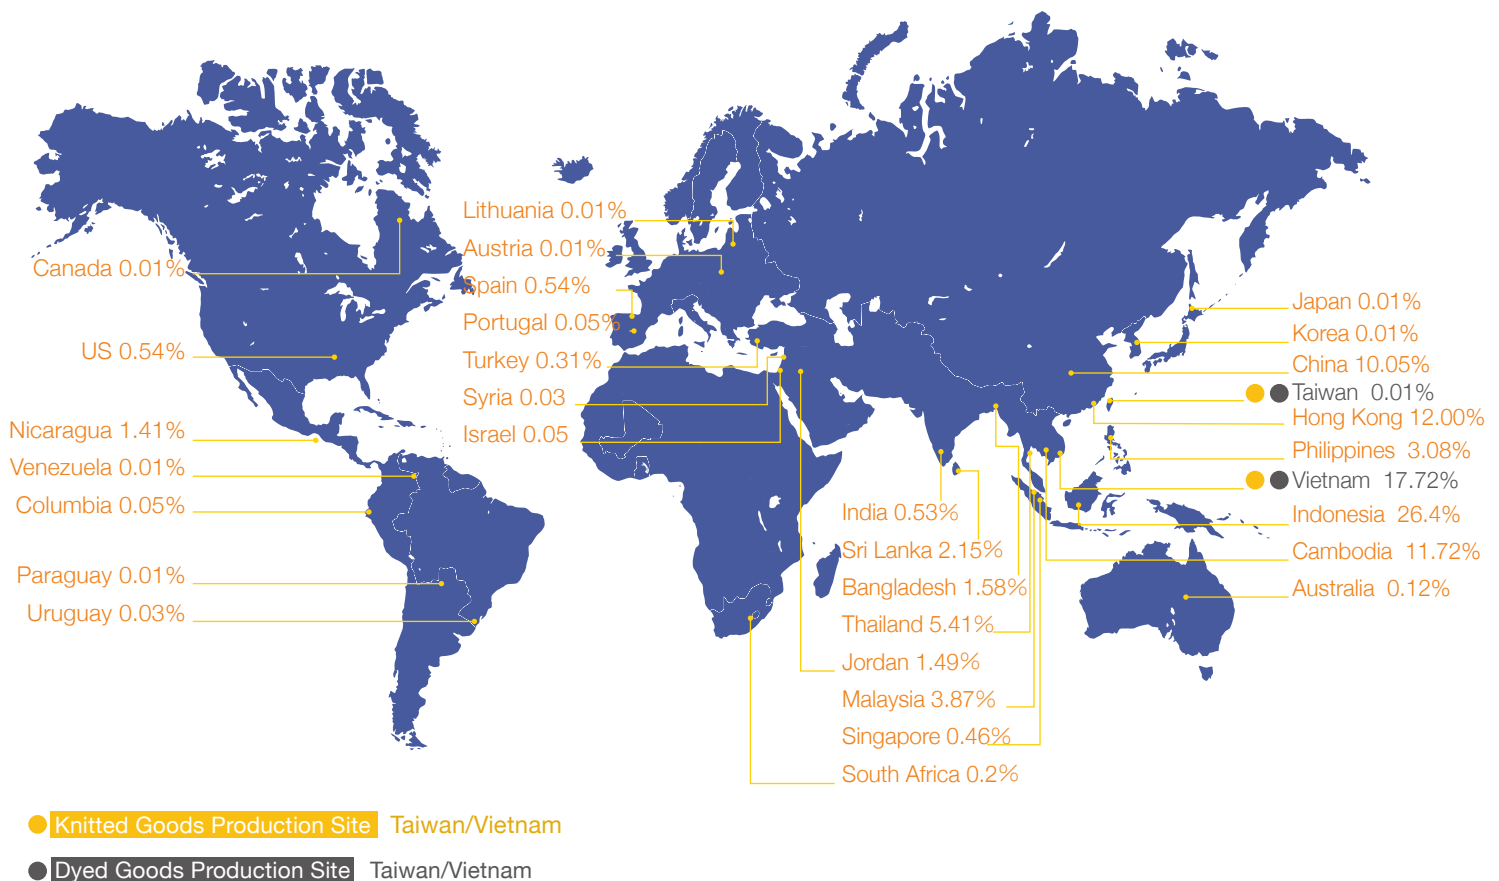 Canada 0.01%
US 0.54%
Nicaragua 1.41%
Venezuela 0.01%
Columbia 0.05%
Paraguay 0.01%
Uruguay 0.03%
Lithuania 0.01%
Austria 0.01%
Spain 0.54%
Portugal 0.05%
Turkey 0.31%
Syria 0.03
Israel 0.05
India 0.53%
Sri Lanka 2.15%
Bangladesh 1.58%
Thailand 5.41%
Jordan 1.49%
Malaysia 3.87%
Singapore 0.46%
South Africa 0.2%
Japan 0.01%
Korea 0.01%
China 10.05%
Taiwan 0.01%
Hong Kong 12.00%
Philippines 3.08%
Vietnam 17.72%
Indonesia 26.4%
Cambodia 11.72%
Australia 0.12%
Knitted Goods Production Site Taiwan/Vietnam
Dyed Goods Production Site Taiwan/Vietnam